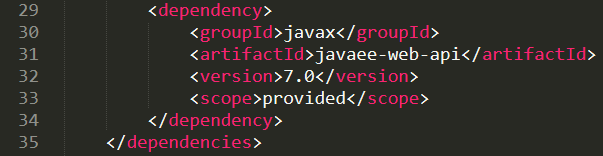 29 <dependency>
30 <groupId>javax</groupId>
31 <artifactId>javaee-web-api</artifactId>
32 <version>7.0</version>
33 <scope>provided</scope>
34 </dependency>
35 </dependencies>